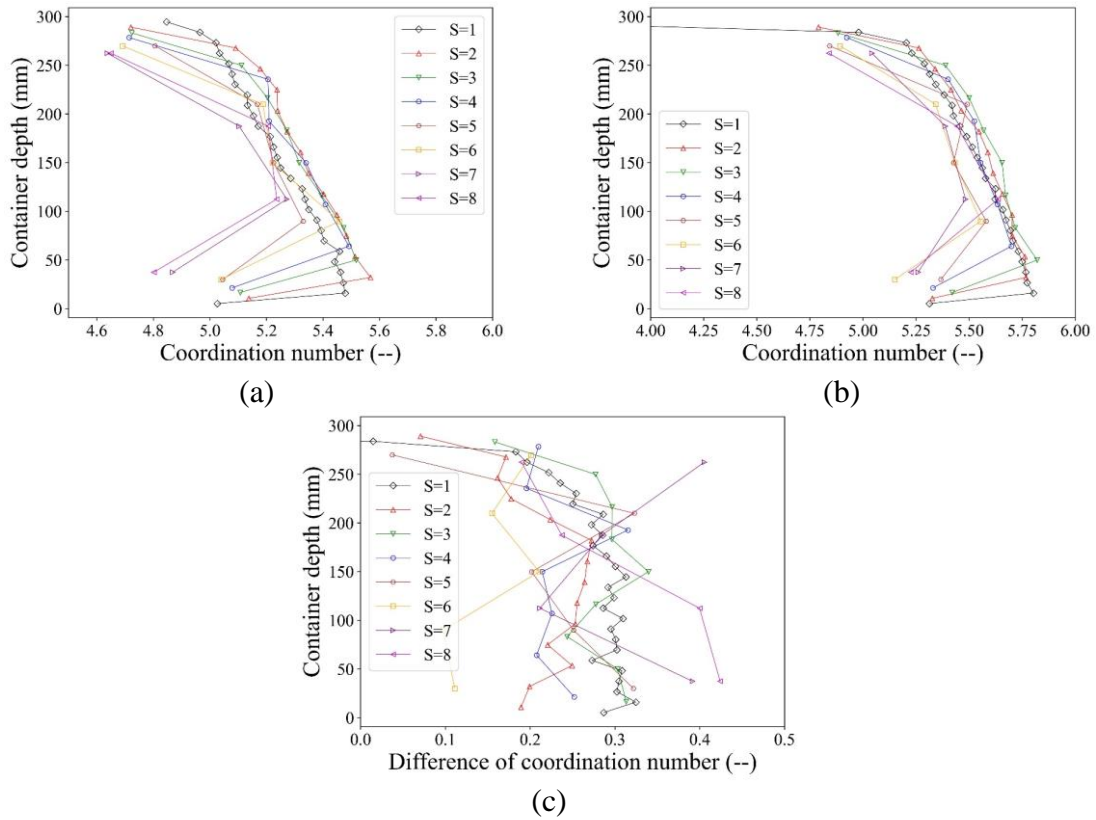 300
250
200
150
100
50
0
Container depth (mm)
S=1
S=2
S=3
S=4
S=5
S=6
S=7
S=8
4.6 4.8 5.0 5.2 5.4 5.6 5.8 6.0
Coordination number (--)
(a)
300
250
200
150
100
50
0
Container depth (mm)
S=1
S=2
S=3
S=4
S=5
S=6
S=7
S=8
4.00 4.25 4.50 4.75 5.00 5.25 5.50 5.75 6.00
Coordination number (--)
(b)
300
250
200
150
100
50
0
Container depth (mm)
S=1
S=2
S=3
S=4
S=5
S=6
S=7
S=8
0.0 0.1 0.2 0.3 0.4 0.5
Difference of coordination number (--)
(c)